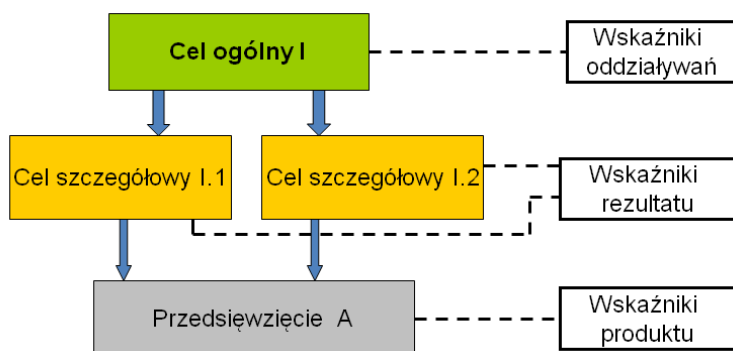 Cel ogólny I
Wskaźniki
oddziaływań
Cel szczegółowy I.1
Cel szczegółowy I.2
Wskaźniki
rezultatu
Przedsięwzięcie A
Wskaźniki
produktu